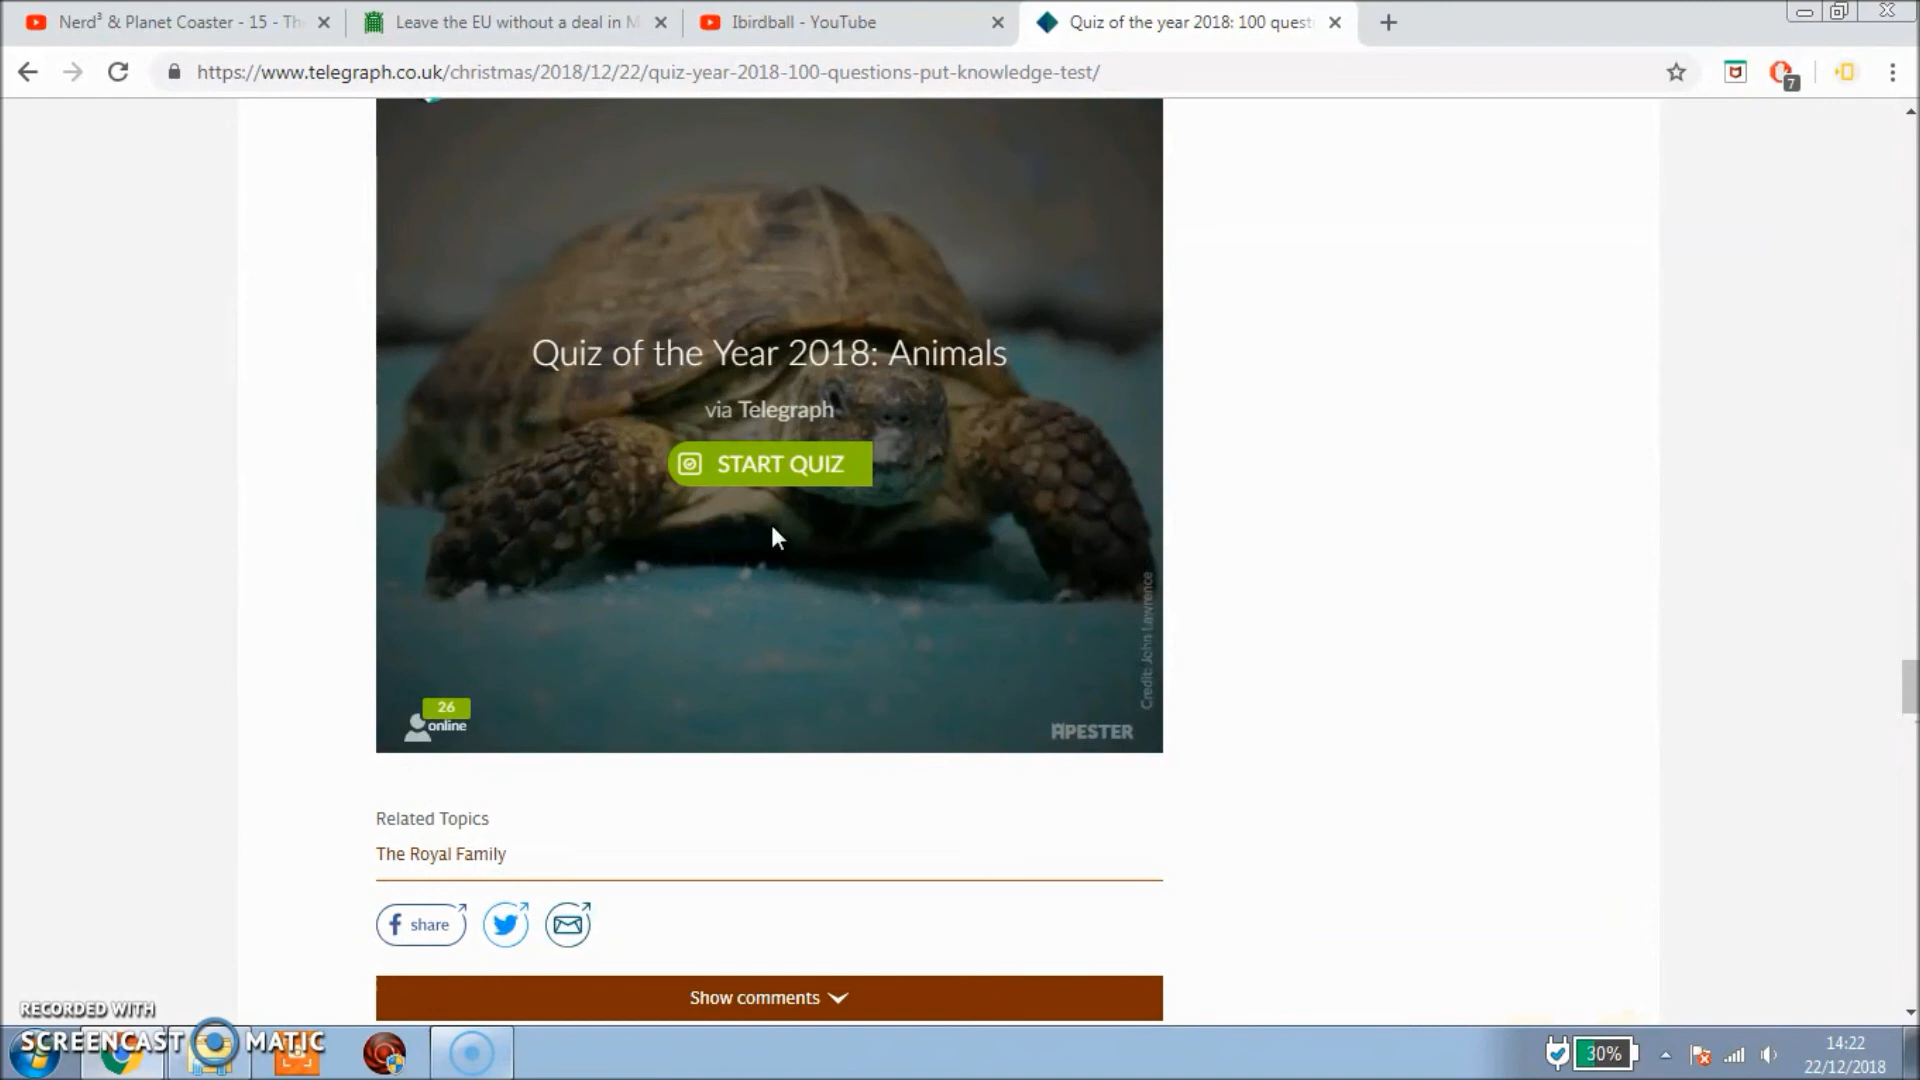 Nerd³ & Planet Coaster - 15 - Th
Leave the EU without a deal in M
Ibirdball - YouTube
Quiz of the year 2018: 100 quest
https://www.telegraph.co.uk/christmas/2018/12/22/quiz-year-2018-100-questions-put-knowledge-test/
7
Quiz of the Year 2018: Animals
via Telegraph
START QUIZ
Credit: John Lawrence
26
online
APESTER
Related Topics
The Royal Family
share
Show comments
RECORDED WITH
SCREENCAST MATIC
30%
14:22
22/12/2018